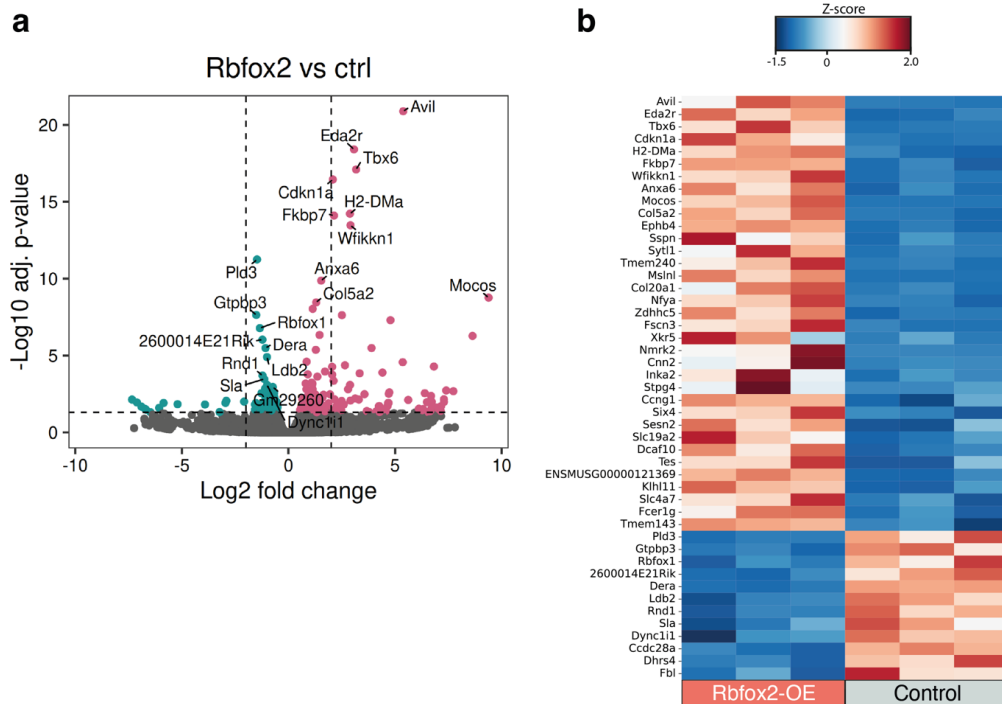 a
Rbfox2 vs ctrl
-Log10 adj. p-value
20
15
10
5
0
-10
-5
0
5
10
Log2 fold change
Avil
Eda2r
Tbx6
Cdkn1a
H2-DMa
Fkbp7
Wfikkn1
Anxa6
Mocos
Col5a2
Pld3
Gtpbp3
Rbfox1
2600014E21Rik
Dera
Rnd1
Ldb2
Sla
Gm29260
Dync1i1
b
Z-score
-1.5
0
2.0
Avil
Eda2r
Tbx6
Cdkn1a
H2-DMa
Fkbp7
Wfikkn1
Anxa6
Mocos
Col5a2
Ephb4
Sspn
Sytl1
Tmem240
Mslnl
Col20a1
Nfya
Zdhhc5
Fscn3
Xkr5
Nmrk2
Cnn2
Inka2
Stpg4
Ccng1
Six4
Sesn2
Slc19a2
Dcaf10
Tes
ENSMUSG00000121369
Klhl11
Slc4a7
Fcer1g
Tmem143
Pld3
Gtpbp3
Rbfox1
2600014E21Rik
Dera
Ldb2
Rnd1
Sla
Dync1i1
Ccdc28a
Dhrs4
Fbl
Rbfox2-OE
Control